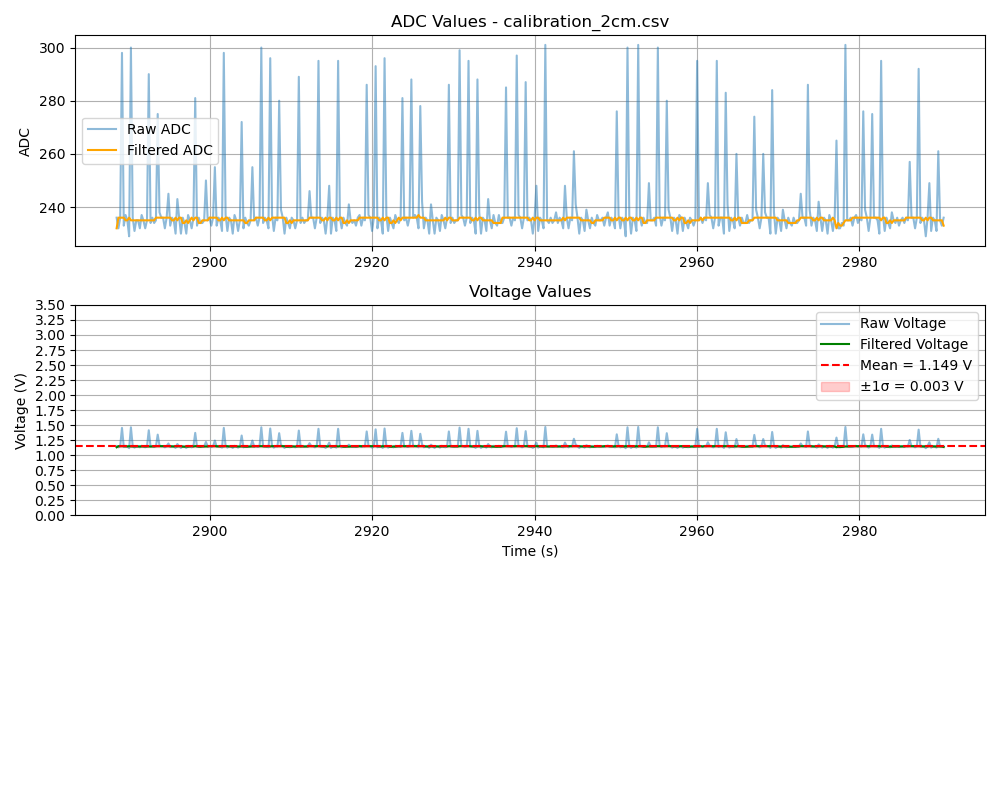 ADC Values - calibration_2cm.csv
300
280
260
240
ADC
Raw ADC
Filtered ADC
2900 2920 2940 2960 2980
Voltage Values
3.50
3.25
3.00
2.75
2.50
2.25
2.00
1.75
1.50
1.25
1.00
0.75
0.50
0.25
0.00
Voltage (V)
Raw Voltage
Filtered Voltage
Mean = 1.149 V
±1σ = 0.003 V
2900 2920 2940 2960 2980
Time (s)